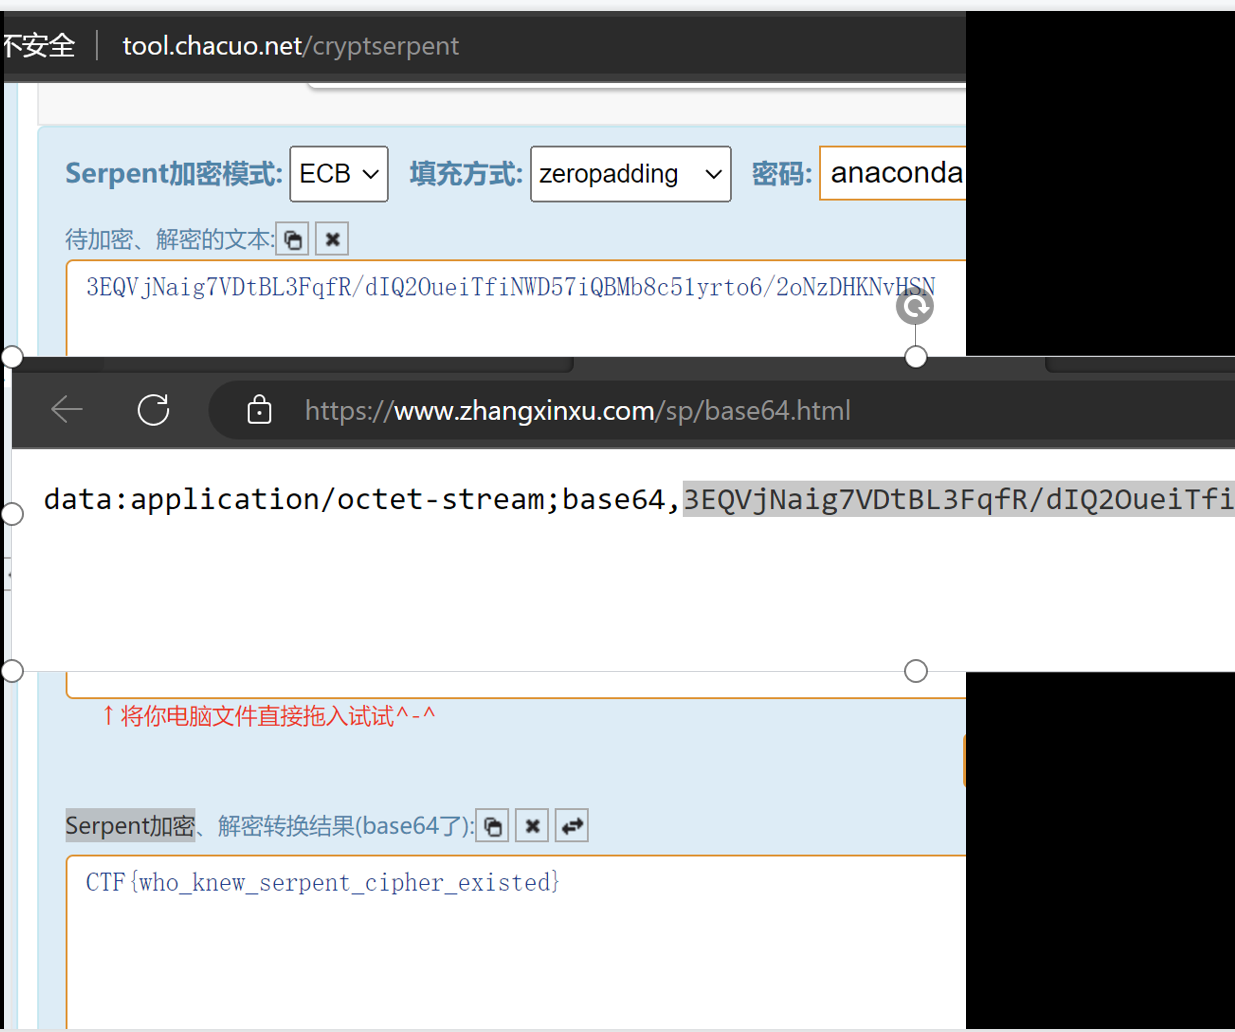 不安全 | tool.chacuo.net/cryptserpent
Serpent加密模式: ECB 填充方式: zeropadding 密码: anaconda
待加密、解密的文本:
3EQVjNaig7VDtBL3FqfR/dIQ2OueiTfiNWD57iQBMb8c51yrto6/2oNzDHKNvHSN
https://www.zhangxinxu.com/sp/base64.html
data:application/octet-stream;base64,3EQVjNaig7VDtBL3FqfR/dIQ2OueiTfi
↑将你电脑文件直接拖入试试^-^
Serpent加密、解密转换结果(base64了):
CTF{who_knew_serpent_cipher_existed}